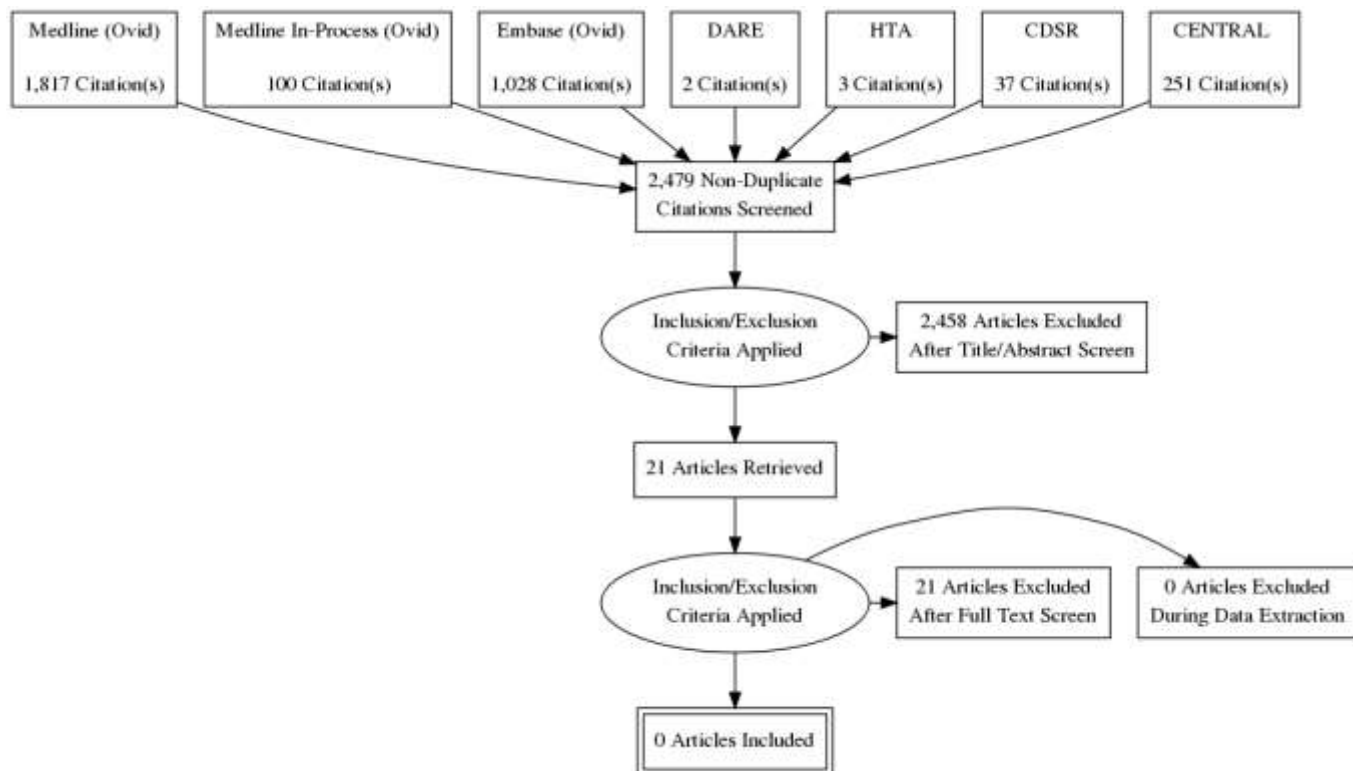 Medline (Ovid)
1,817 Citation(s)
Medline In-Process (Ovid)
100 Citation(s)
Embase (Ovid)
1,028 Citation(s)
DARE
2 Citation(s)
HTA
3 Citation(s)
CDSR
37 Citation(s)
CENTRAL
251 Citation(s)
2,479 Non-Duplicate
Citations Screened
Inclusion/Exclusion
Criteria Applied
2,458 Articles Excluded
After Title/Abstract Screen
21 Articles Retrieved
Inclusion/Exclusion
Criteria Applied
21 Articles Excluded
After Full Text Screen
0 Articles Excluded
During Data Extraction
0 Articles Included